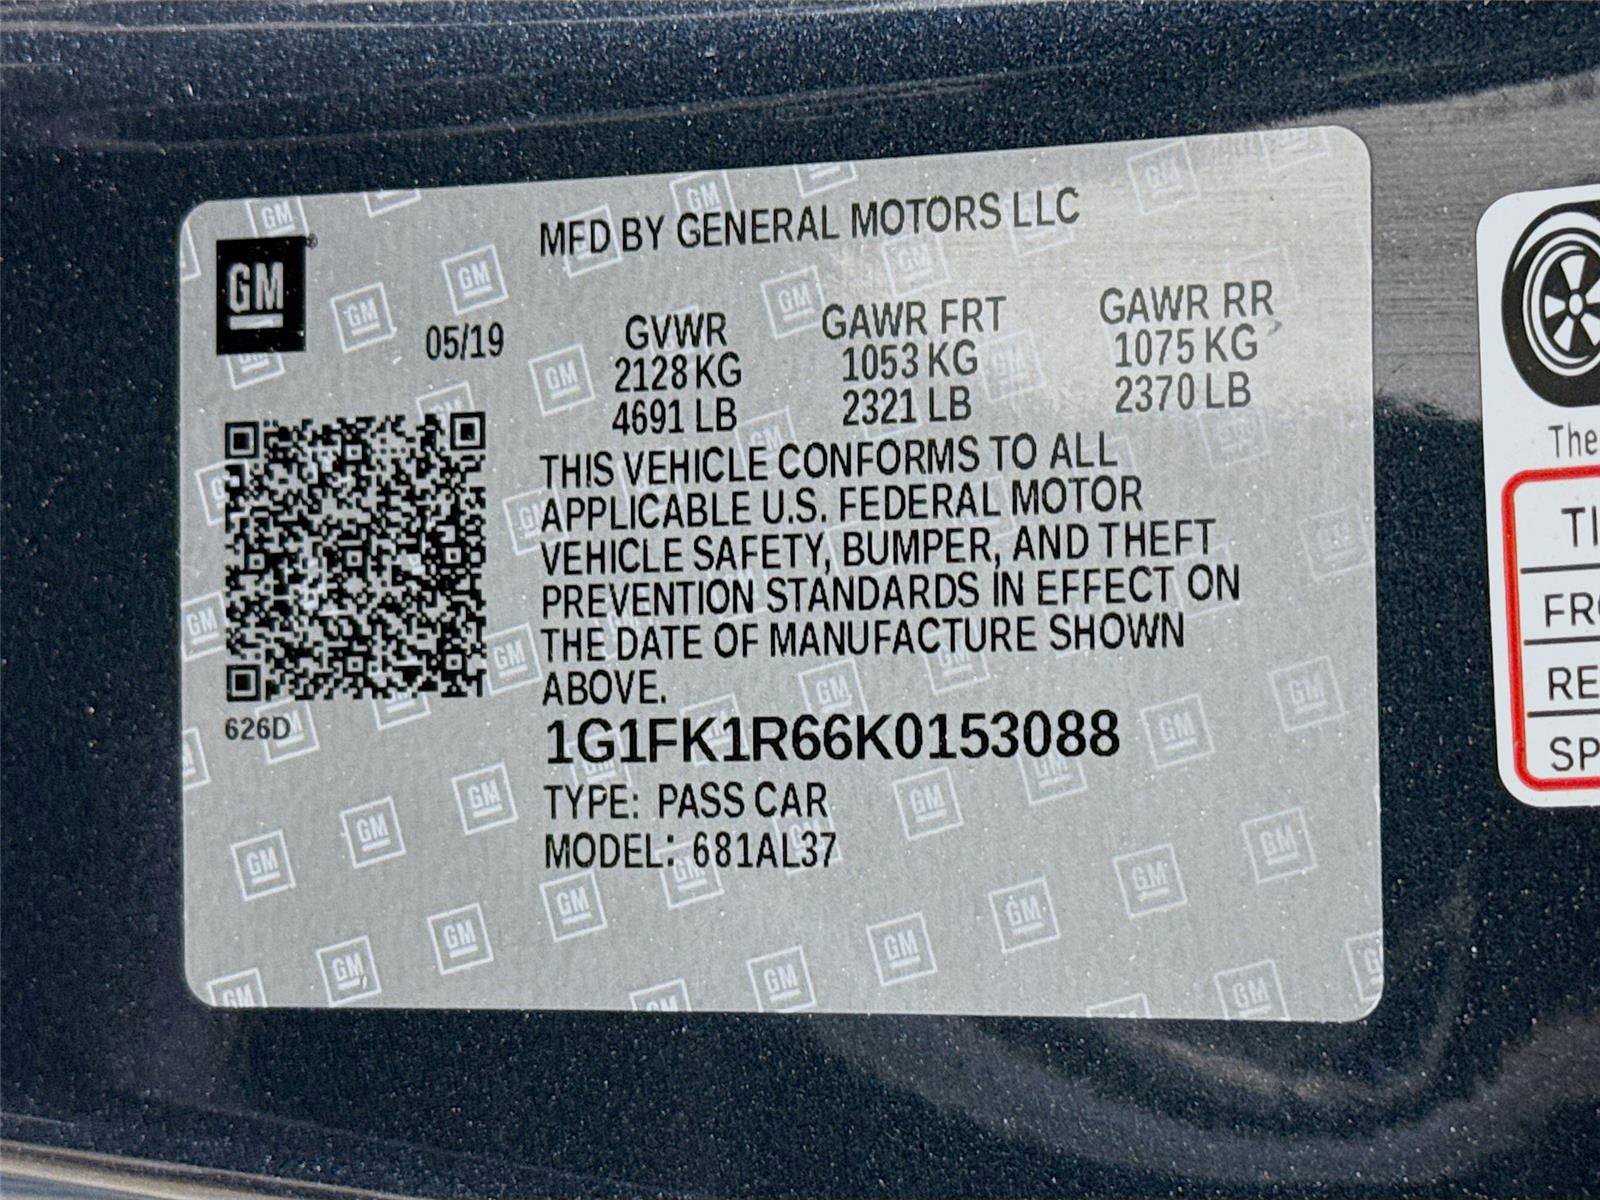 GM
MFD BY GENERAL MOTORS LLC
05/19
GVWR
2128 KG
4691 LB
GAWR FRT
1053 KG
2321 LB
GAWR RR
1075 KG
2370 LB
THIS VEHICLE CONFORMS TO ALL
APPLICABLE U.S. FEDERAL MOTOR
VEHICLE SAFETY, BUMPER, AND THEFT
PREVENTION STANDARDS IN EFFECT ON
THE DATE OF MANUFACTURE SHOWN
ABOVE.
626D
1G1FK1R66K0153088
TYPE: PASS CAR
MODEL: 681AL37
The